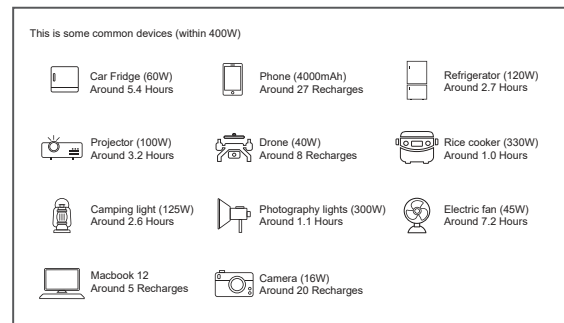 This is some common devices (within 400W)
Car Fridge (60W)
Around 5.4 Hours
Phone (4000mAh)
Around 27 Recharges
Refrigerator (120W)
Around 2.7 Hours
Projector (100W)
Around 3.2 Hours
Drone (40W)
Around 8 Recharges
Rice cooker (330W)
Around 1.0 Hours
Camping light (125W)
Around 2.6 Hours
Photography lights (300W)
Around 1.1 Hours
Electric fan (45W)
Around 7.2 Hours
Macbook 12
Around 5 Recharges
Camera (16W)
Around 20 Recharges